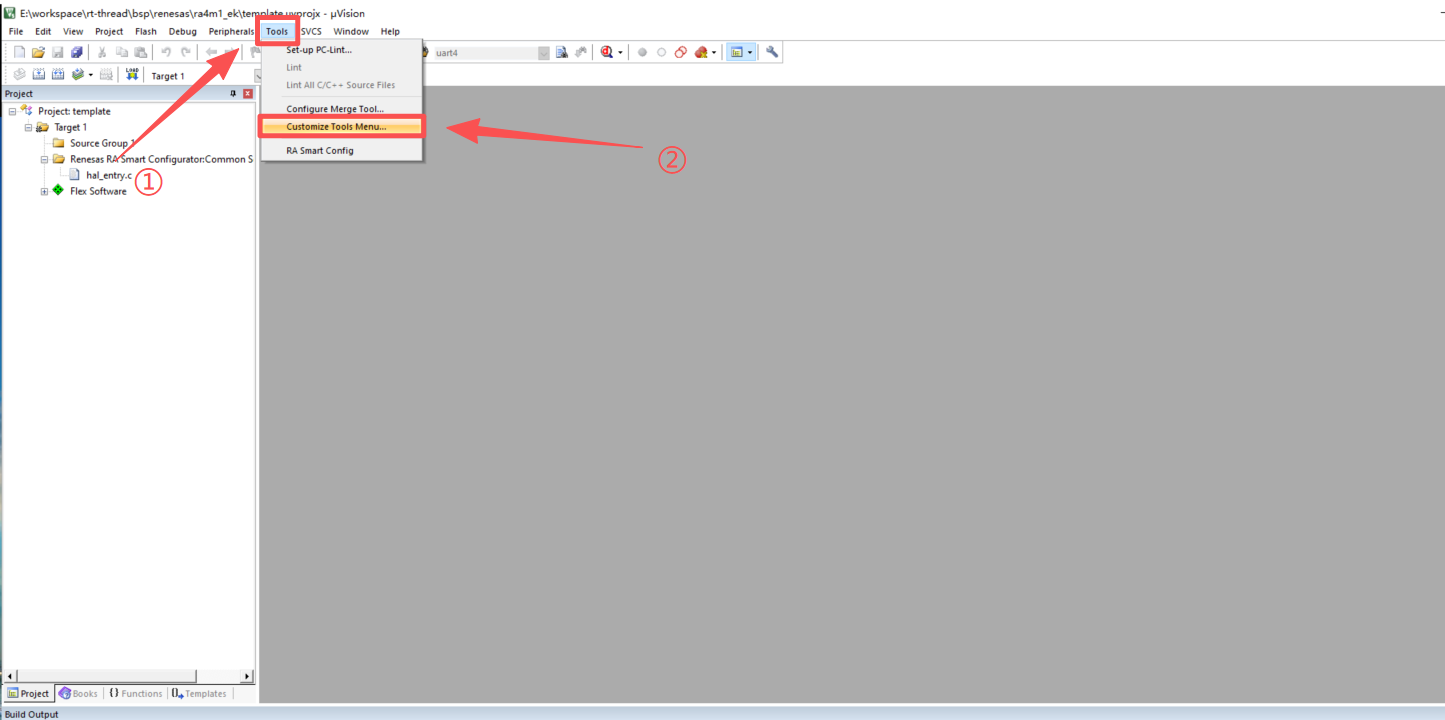 E:\workspace\rt-thread\bsp\renesas\ra4m1_ek\template.uvprojx - µVision
File Edit View Project Flash Debug Peripherals Tools SVCS Window Help
Set-up PC-Lint...
uart4
Lint
LOAD
Target 1
Lint All C/C++ Source Files
Project
Configure Merge Tool...
Project: template
Customize Tools Menu...
Target 1
Source Group 1
RA Smart Config
②
Renesas RA Smart Configurator:Common S
hal_entry.c
①
Flex Software
Project Books {} Functions Templates
Build Output